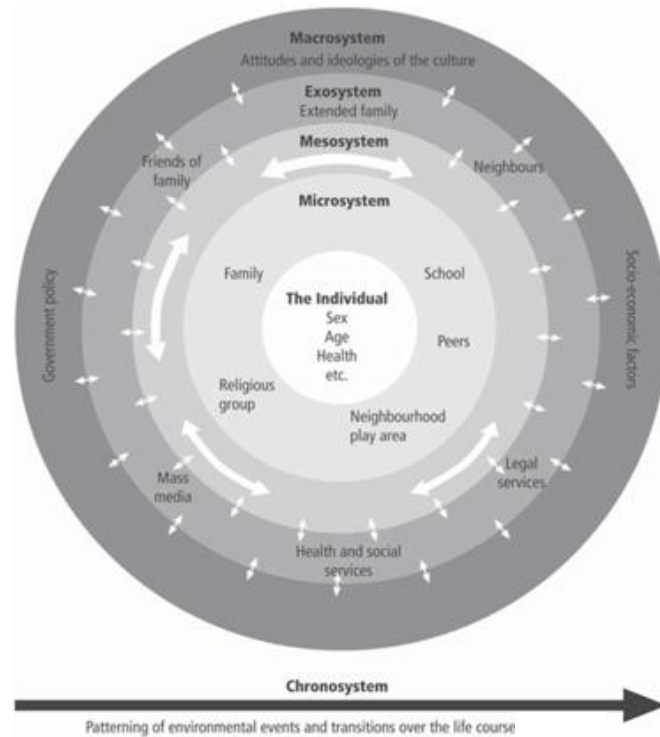 Macrosystem
Attitudes and ideologies of the culture
Exosystem
Extended family
Mesosystem
Friends of
family
Neighbours
Microsystem
Family
School
The Individual
Sex
Age
Health
etc.
Peers
Religious
group
Neighbourhood
play area
Government policy
Socio-economic factors
Mass
media
Legal
services
Health and social
services
Chronosystem
Patterning of environmental events and transitions over the life course